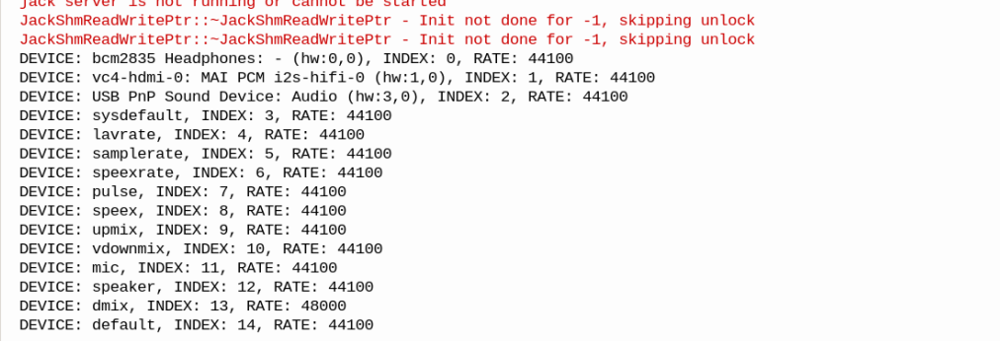 jack server is not running or cannot be started
JackShmReadWritePtr::~JackShmReadWritePtr - Init not done for -1, skipping unlock
JackShmReadWritePtr::~JackShmReadWritePtr - Init not done for -1, skipping unlock
DEVICE: bcm2835 Headphones: - (hw:0,0), INDEX: 0, RATE: 44100
DEVICE: vc4-hdmi-0: MAI PCM i2s-hifi-0 (hw:1,0), INDEX: 1, RATE: 44100
DEVICE: USB PnP Sound Device: Audio (hw:3,0), INDEX: 2, RATE: 44100
DEVICE: sysdefault, INDEX: 3, RATE: 44100
DEVICE: lavrate, INDEX: 4, RATE: 44100
DEVICE: samplerate, INDEX: 5, RATE: 44100
DEVICE: speexrate, INDEX: 6, RATE: 44100
DEVICE: pulse, INDEX: 7, RATE: 44100
DEVICE: speex, INDEX: 8, RATE: 44100
DEVICE: upmix, INDEX: 9, RATE: 44100
DEVICE: vdownmix, INDEX: 10, RATE: 44100
DEVICE: mic, INDEX: 11, RATE: 44100
DEVICE: speaker, INDEX: 12, RATE: 44100
DEVICE: dmix, INDEX: 13, RATE: 48000
DEVICE: default, INDEX: 14, RATE: 44100